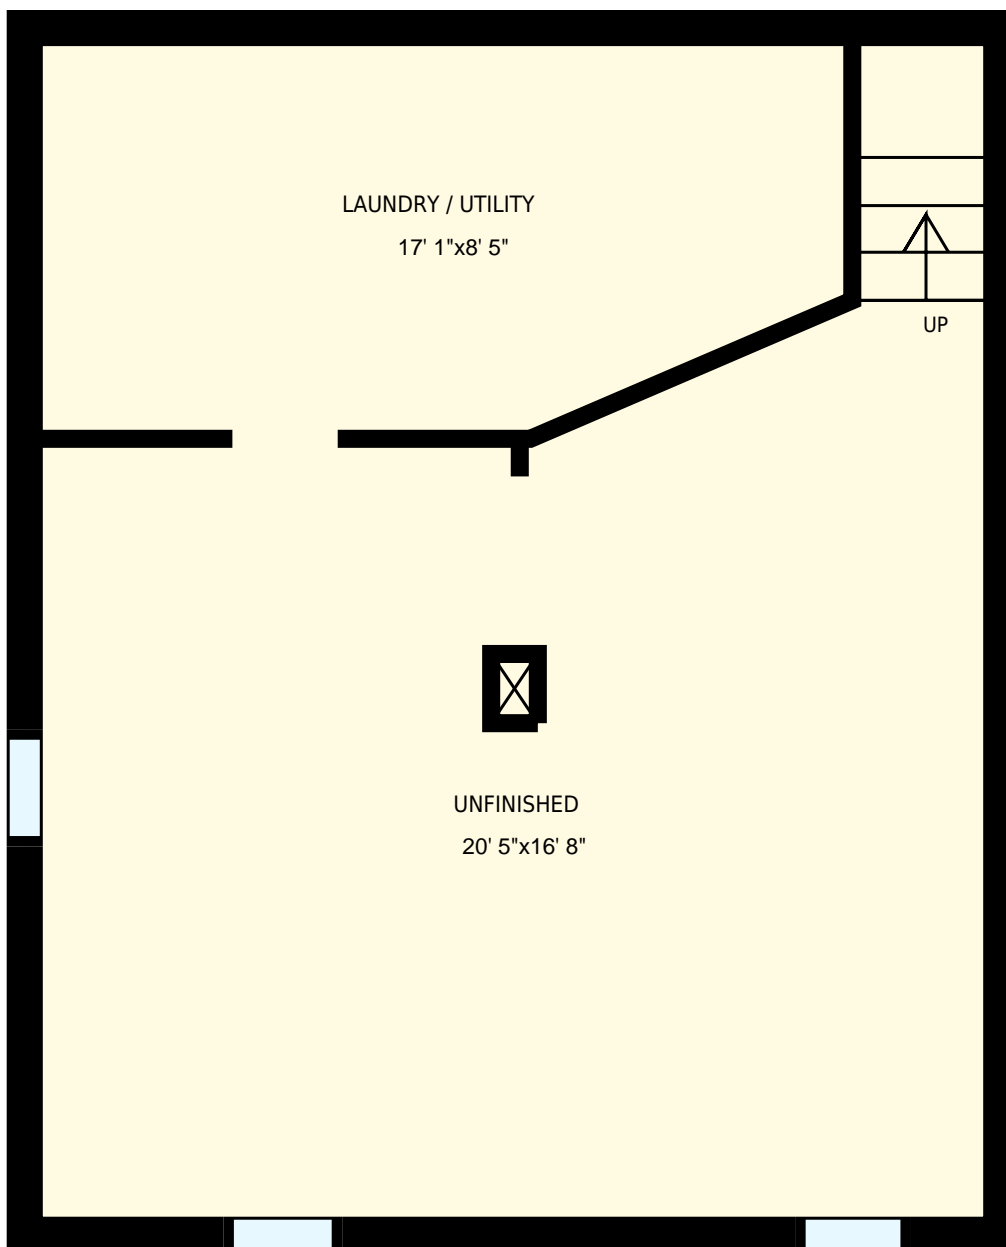 LAUNDRY / UTILITY
17' 1"x8' 5"
UP
UNFINISHED
20' 5"x16' 8"